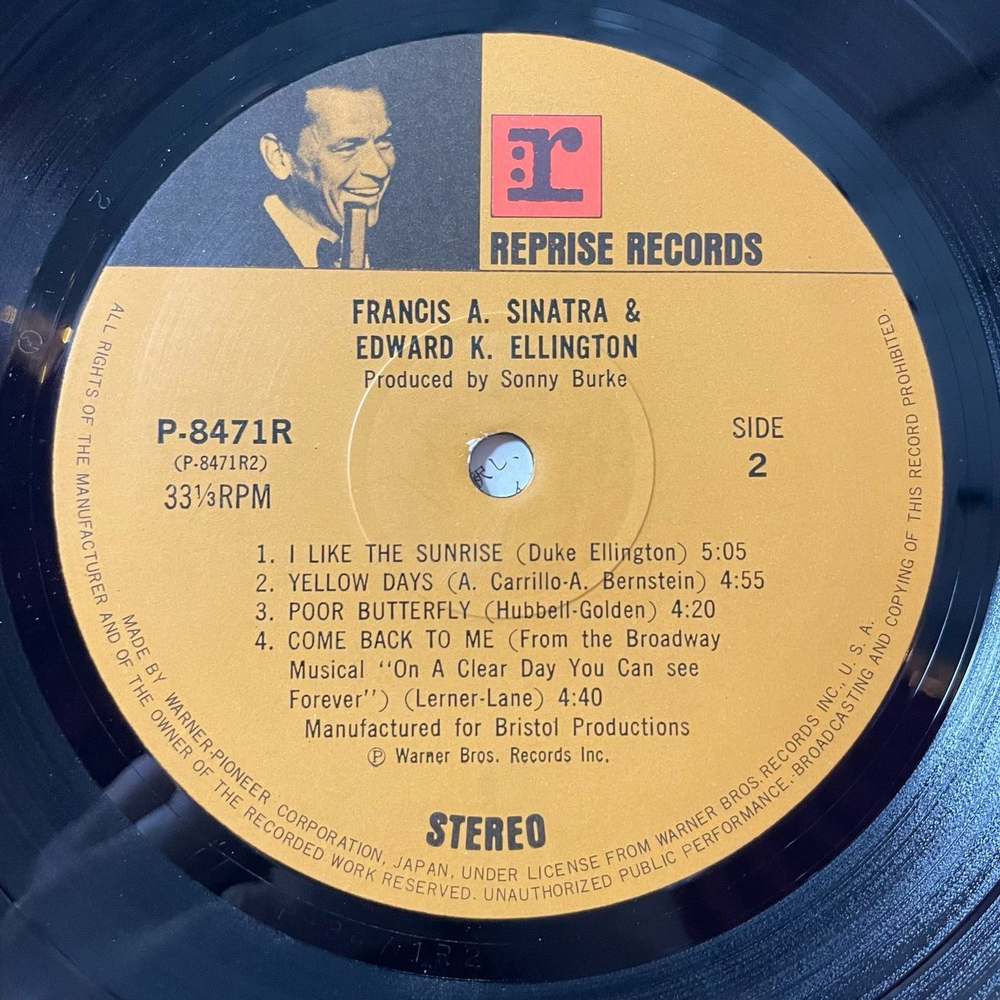 r
REPRISE RECORDS
FRANCIS A. SINATRA &
EDWARD K. ELLINGTON
Produced by Sonny Burke
P-8471R
(P-8471R2)
33⅓RPM
SIDE
2
1. I LIKE THE SUNRISE (Duke Ellington) 5:05
2. YELLOW DAYS (A. Carrillo-A. Bernstein) 4:55
3. POOR BUTTERFLY (Hubbell-Golden) 4:20
4. COME BACK TO ME (From the Broadway
Musical "On A Clear Day You Can see
Forever") (Lerner-Lane) 4:40
Manufactured for Bristol Productions
Ⓟ Warner Bros. Records Inc.
STEREO
MADE BY WARNER-PIONEER CORPORATION, JAPAN, UNDER LICENSE FROM WARNER BROS. RECORDS INC., U. S. A.
ALL RIGHTS OF THE MANUFACTURER AND OF THE OWNER OF THE RECORDED WORK RESERVED. UNAUTHORIZED PUBLIC PERFORMANCE, BROADCASTING AND COPYING OF THIS RECORD PROHIBITED.